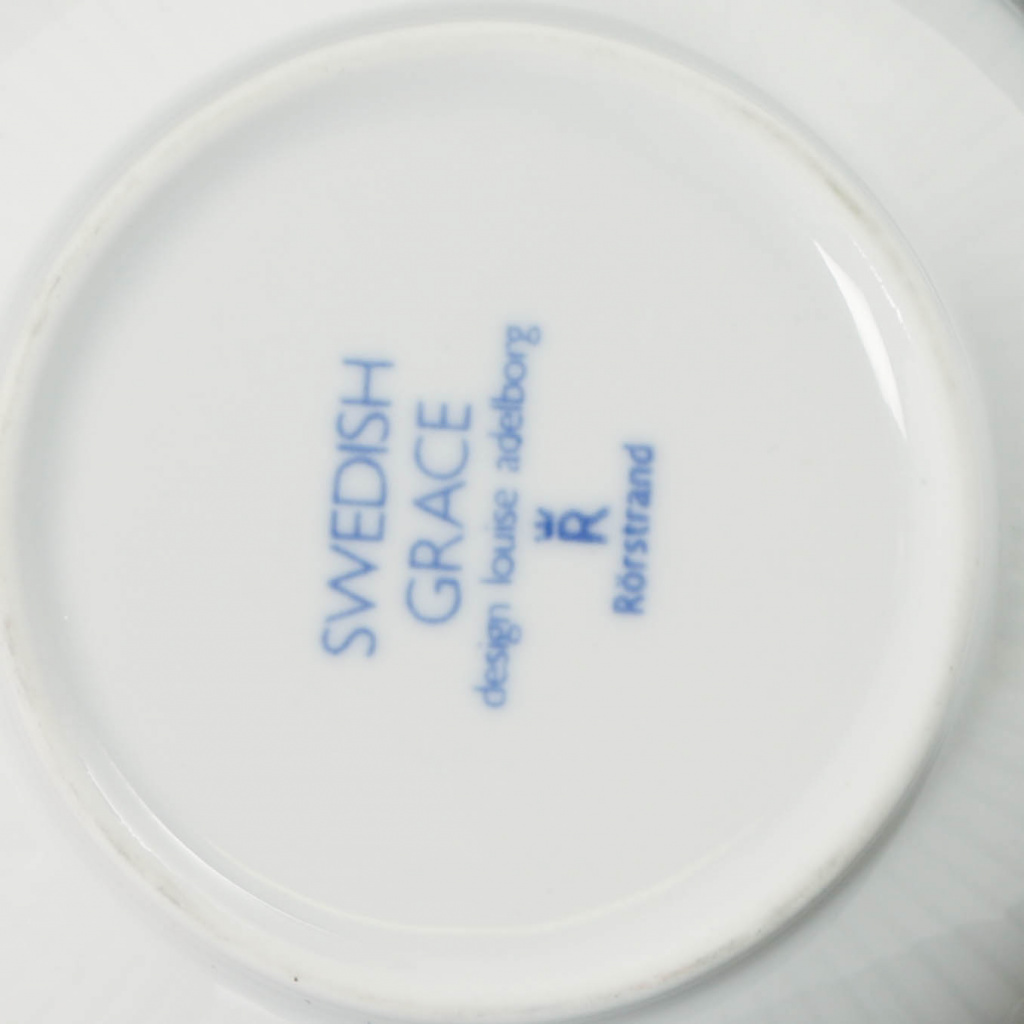 SWEDISH
GRACE
design louise adelborg
R
Rörstrand